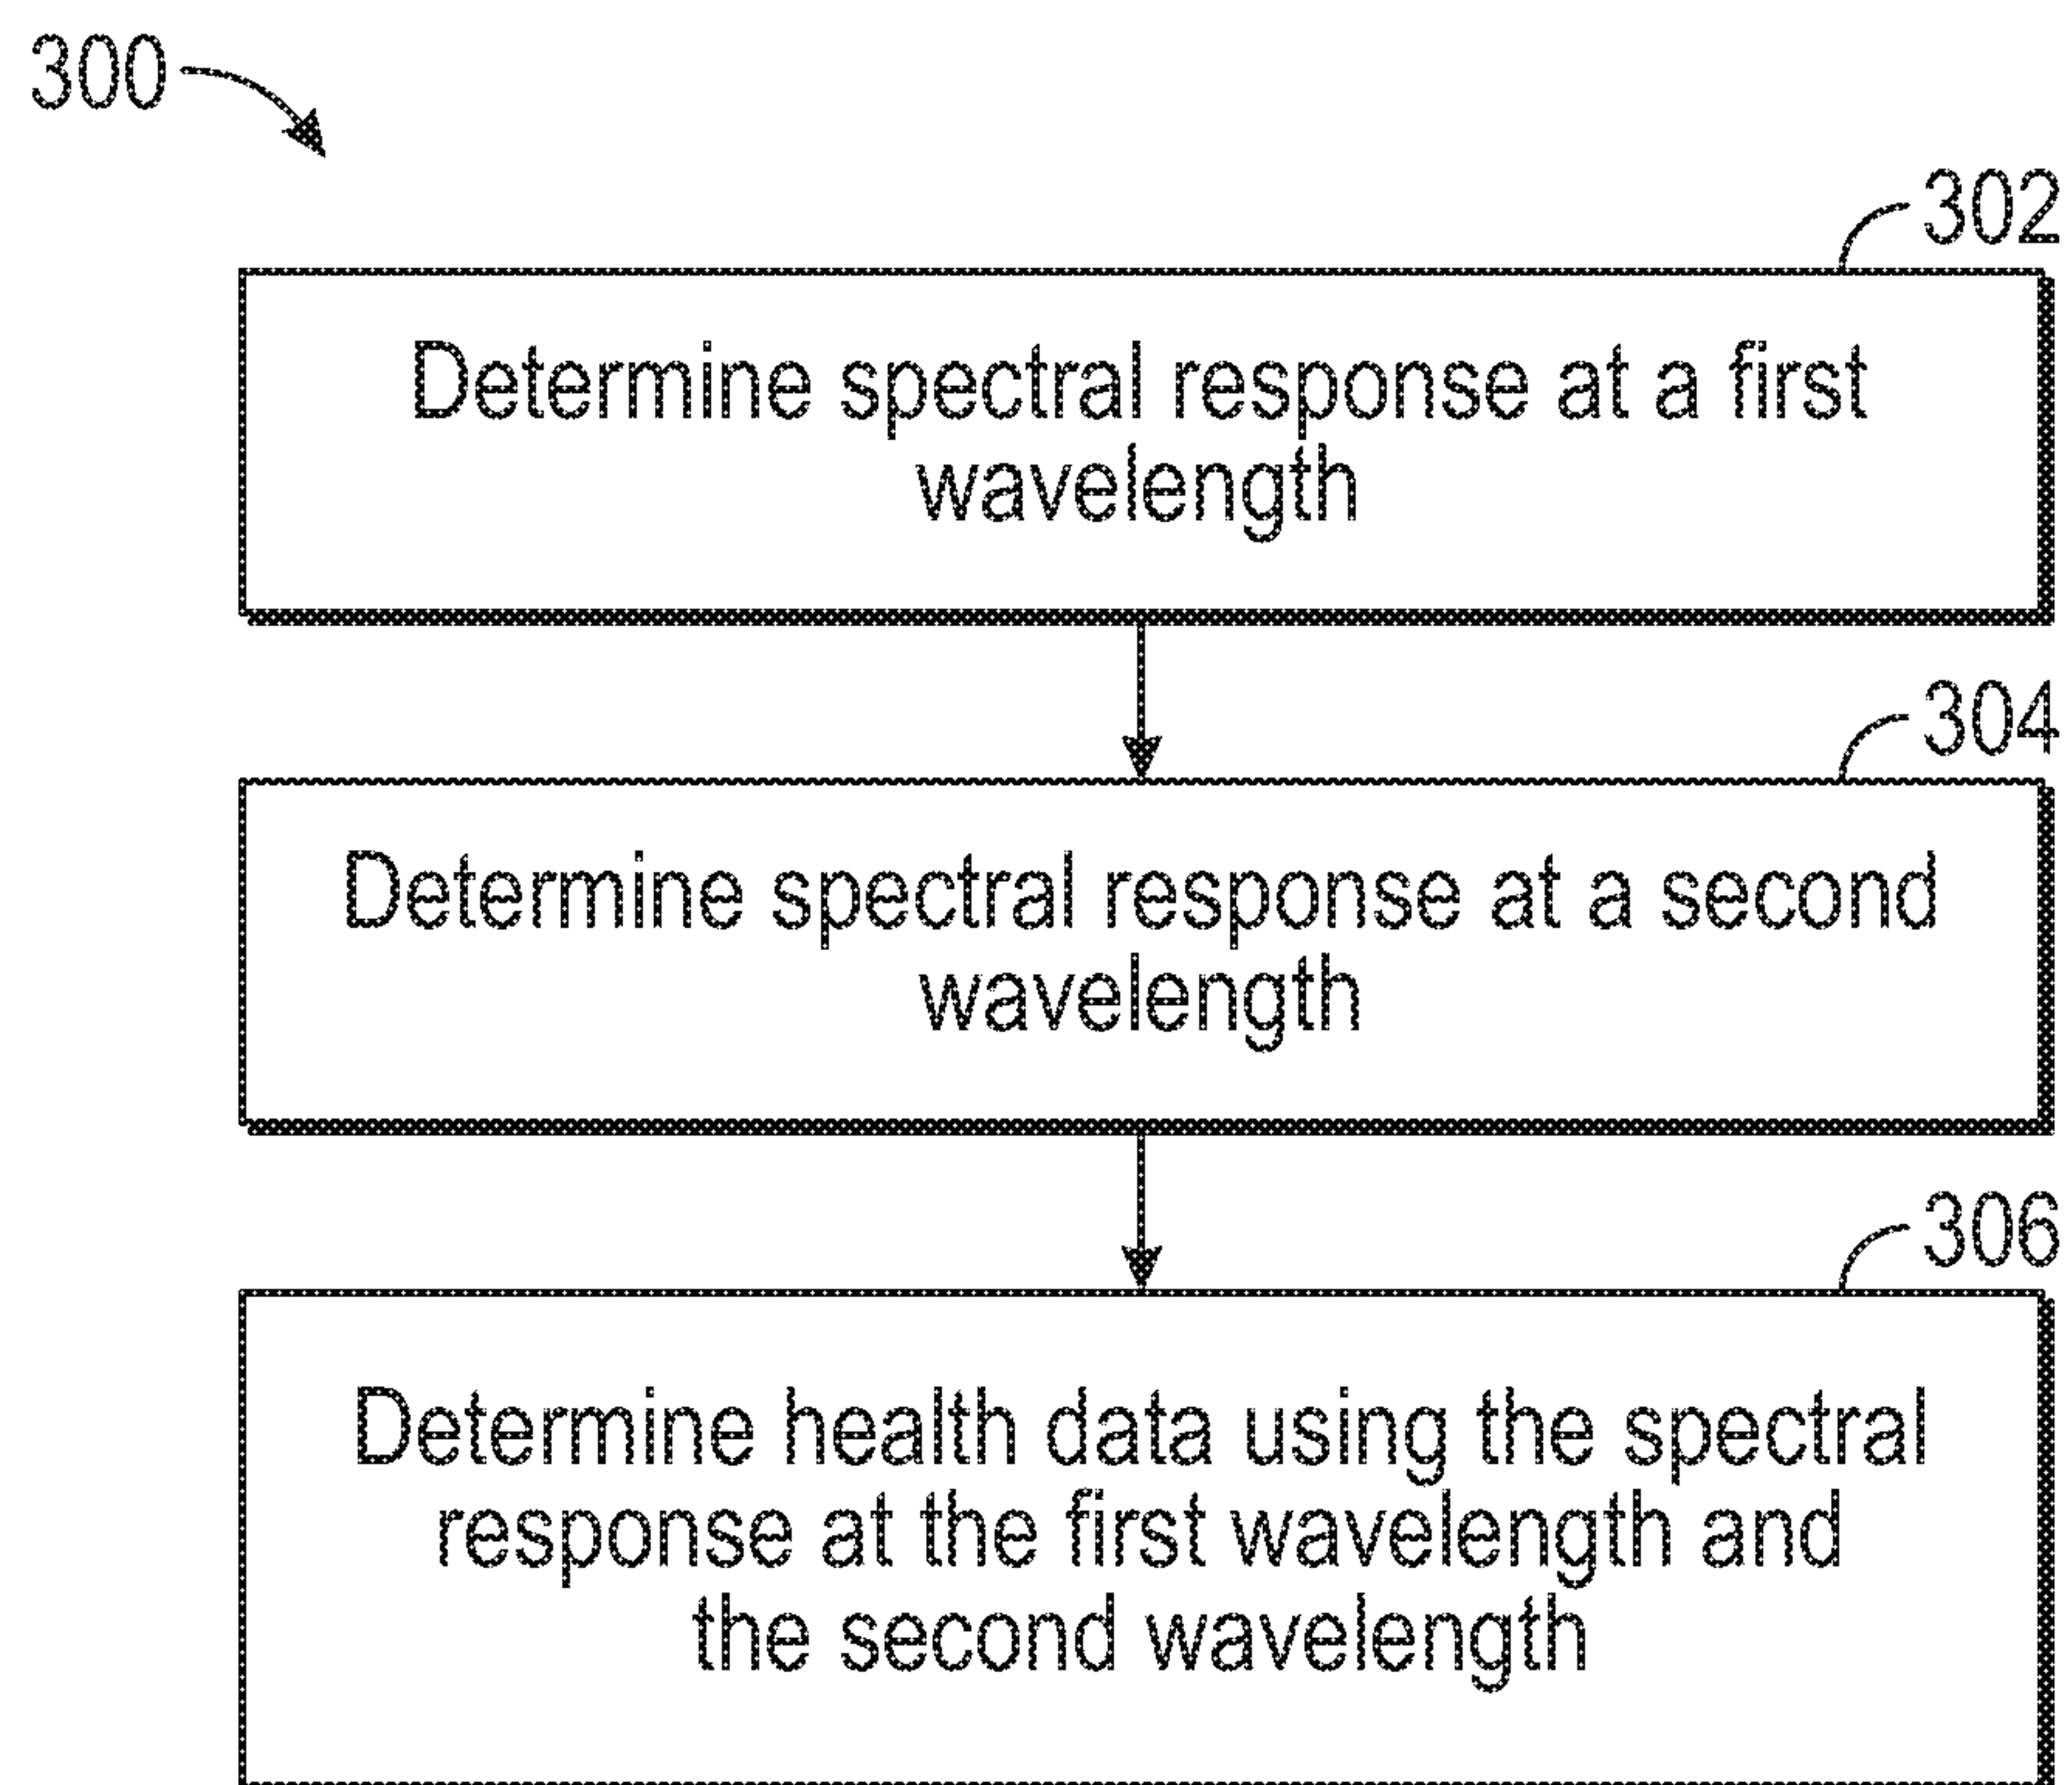 300
302
Determine spectral response at a first
wavelength
304
Determine spectral response at a second
wavelength
306
Determine health data using the spectral
response at the first wavelength and
the second wavelength